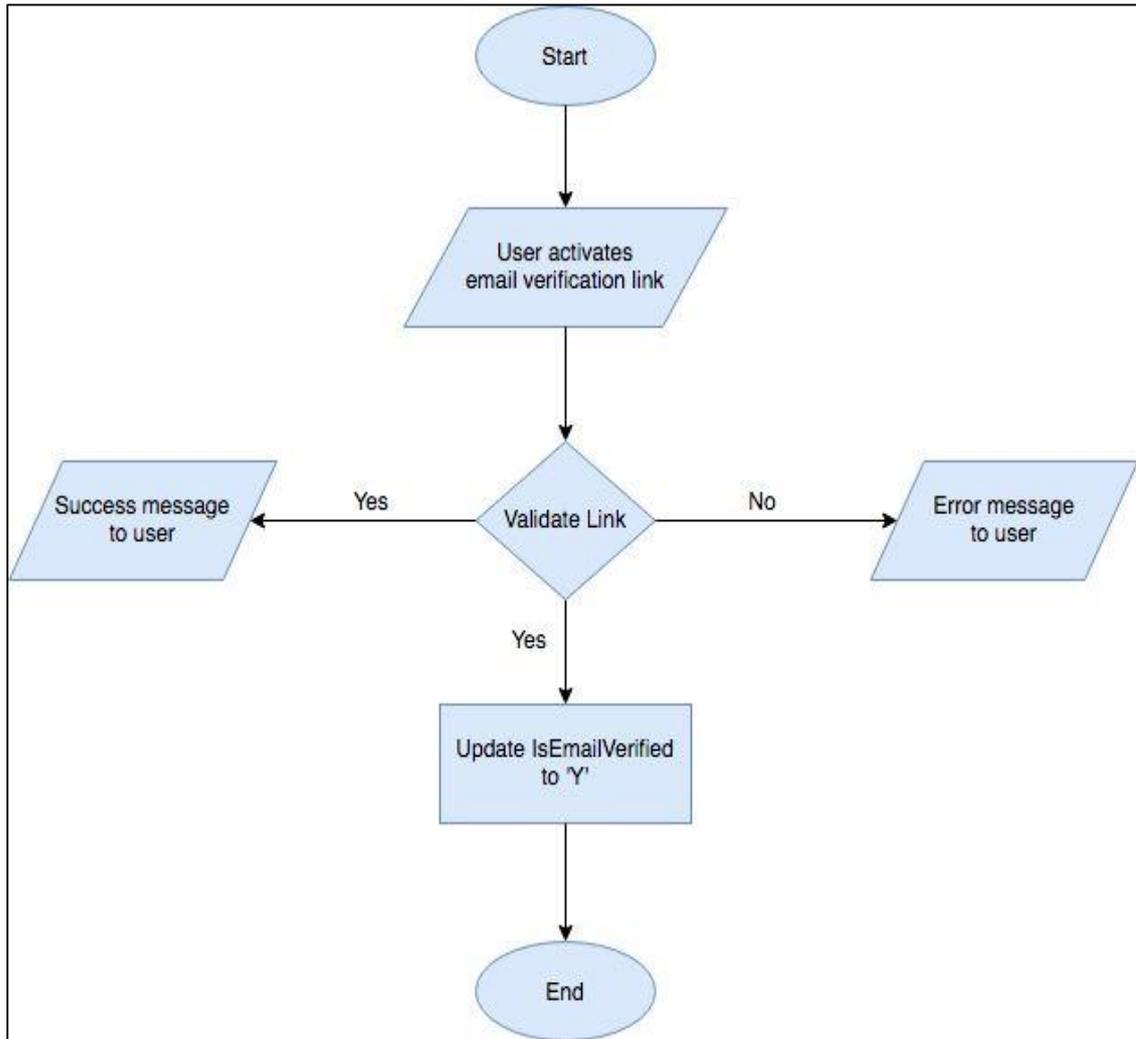 Start
User activates
email verification link
Success message
to user
Yes
Validate Link
No
Error message
to user
Yes
Update IsEmailVerified
to 'Y'
End